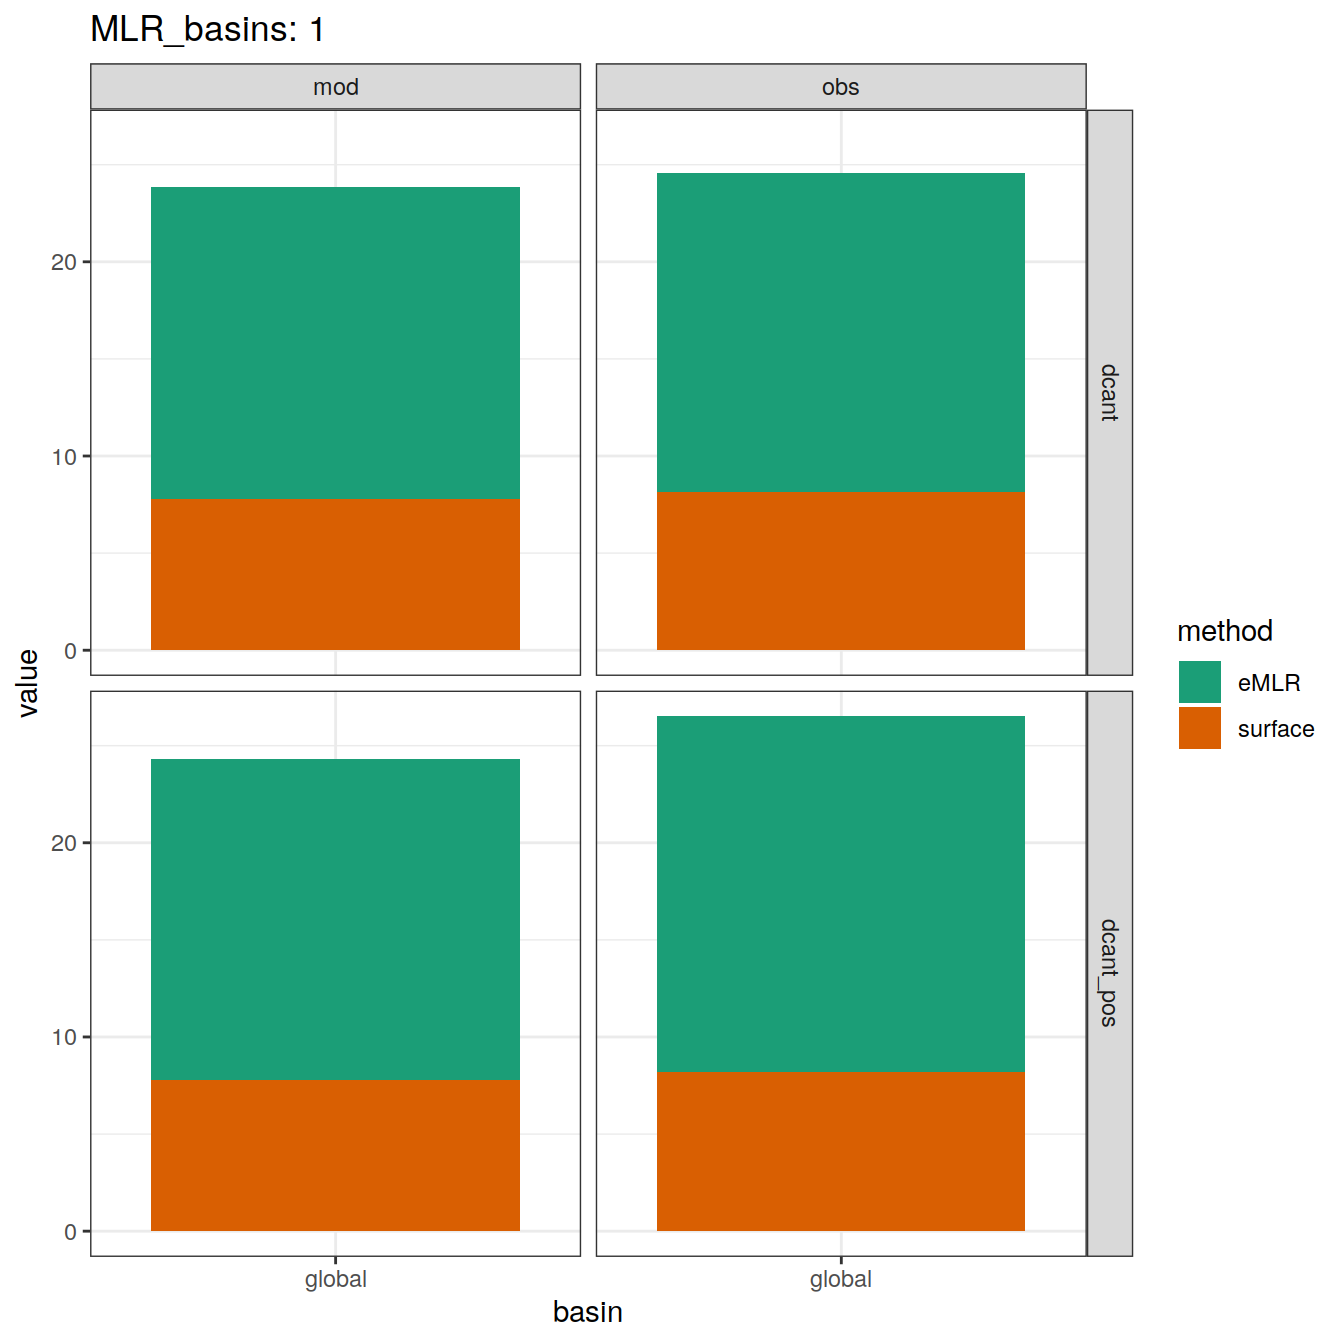 MLR_basins: 1
mod
obs
20
10
0
dcant
value
20
10
0
dcant_pos
global
global
basin
method
eMLR
surface